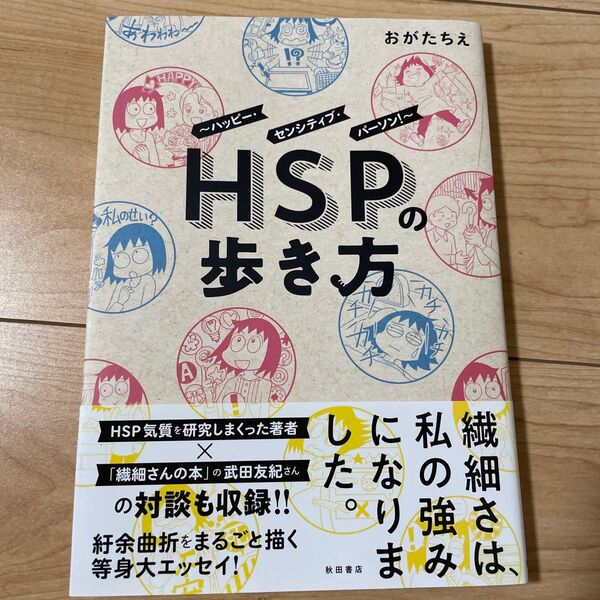 おがたちえ
あわわわ〜
!?
HAPPY
〜ハッピー・
センシティブ・
パーソン!〜
HSPの
歩き方
私のせい?
カチ
カチ
カチ
カチ
A
繊細さは、
私の強み
になりま
した。
HSP気質を研究しまくった著者
×
「繊細さんの本」の武田友紀さん
の対談も収録!!
紆余曲折をまるごと描く
等身大エッセイ!
秋田書店